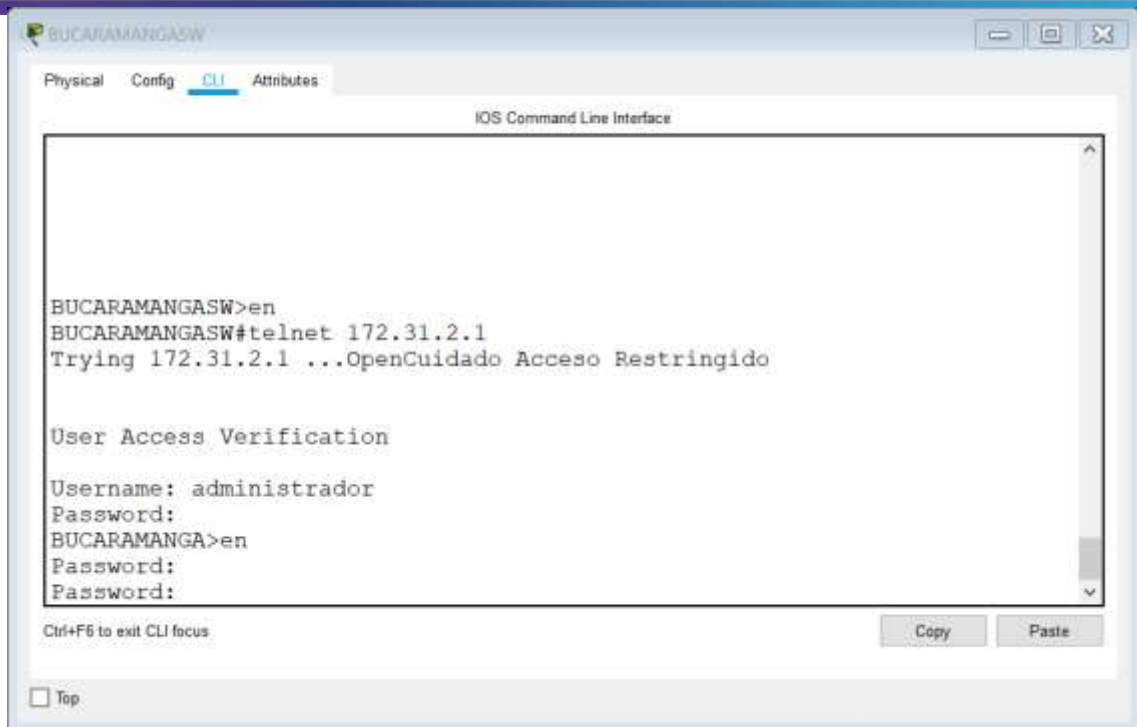 BUCARAMANGASW
Physical Config CLI Attributes
IOS Command Line Interface
BUCARAMANGASW>en
BUCARAMANGASW#telnet 172.31.2.1
Trying 172.31.2.1 ...OpenCuidado Acceso Restringido
User Access Verification
Username: administrador
Password:
BUCARAMANGA>en
Password:
Password:
Ctrl+F6 to exit CLI focus
Copy Paste
Top